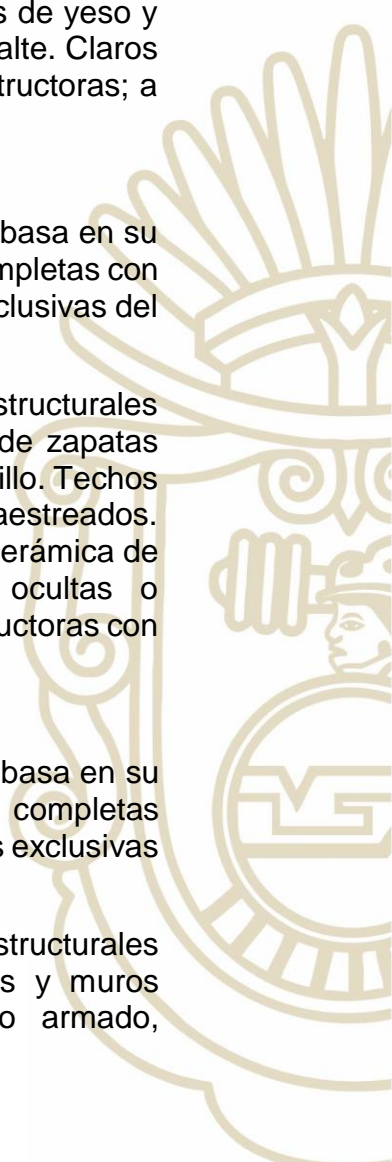 s de yeso y
alte. Claros
tructoras; a
basa en su
mpletas con
clusivas del
structurales
de zapatas
illo. Techos
aestreados.
erámica de
ocultas o
uctoras con
basa en su
completas
s exclusivas
structurales
s y muros
o armado,